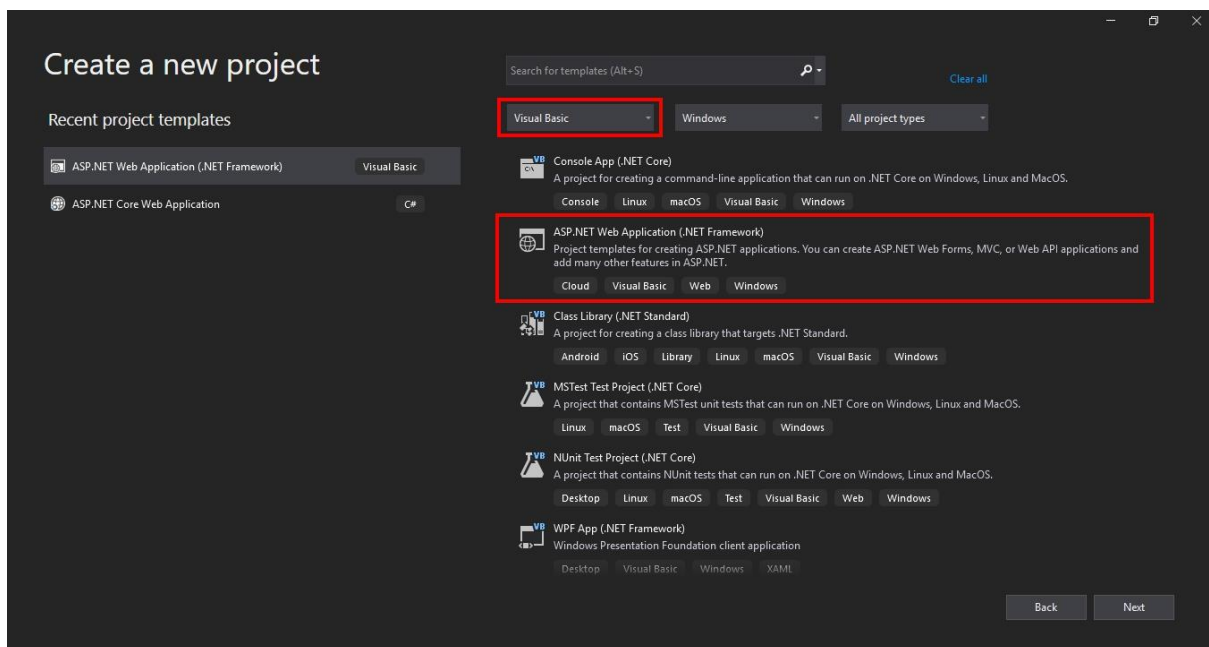 Create a new project
Recent project templates
ASP.NET Web Application (.NET Framework) Visual Basic
ASP.NET Core Web Application C#
Search for templates (Alt+S)
Clear all
Visual Basic Windows All project types
VB Console App (.NET Core)
A project for creating a command-line application that can run on .NET Core on Windows, Linux and MacOS.
Console Linux macOS Visual Basic Windows
ASP.NET Web Application (.NET Framework)
Project templates for creating ASP.NET applications. You can create ASP.NET Web Forms, MVC, or Web API applications and
add many other features in ASP.NET.
Cloud Visual Basic Web Windows
VB Class Library (.NET Standard)
A project for creating a class library that targets .NET Standard.
Android iOS Library Linux macOS Visual Basic Windows
VB MSTest Test Project (.NET Core)
A project that contains MSTest unit tests that can run on .NET Core on Windows, Linux and MacOS.
Linux macOS Test Visual Basic Windows
VB NUnit Test Project (.NET Core)
A project that contains NUnit tests that can run on .NET Core on Windows, Linux and MacOS.
Desktop Linux macOS Test Visual Basic Web Windows
VB WPF App (.NET Framework)
Windows Presentation Foundation client application
Desktop Visual Basic Windows XAML
Back Next